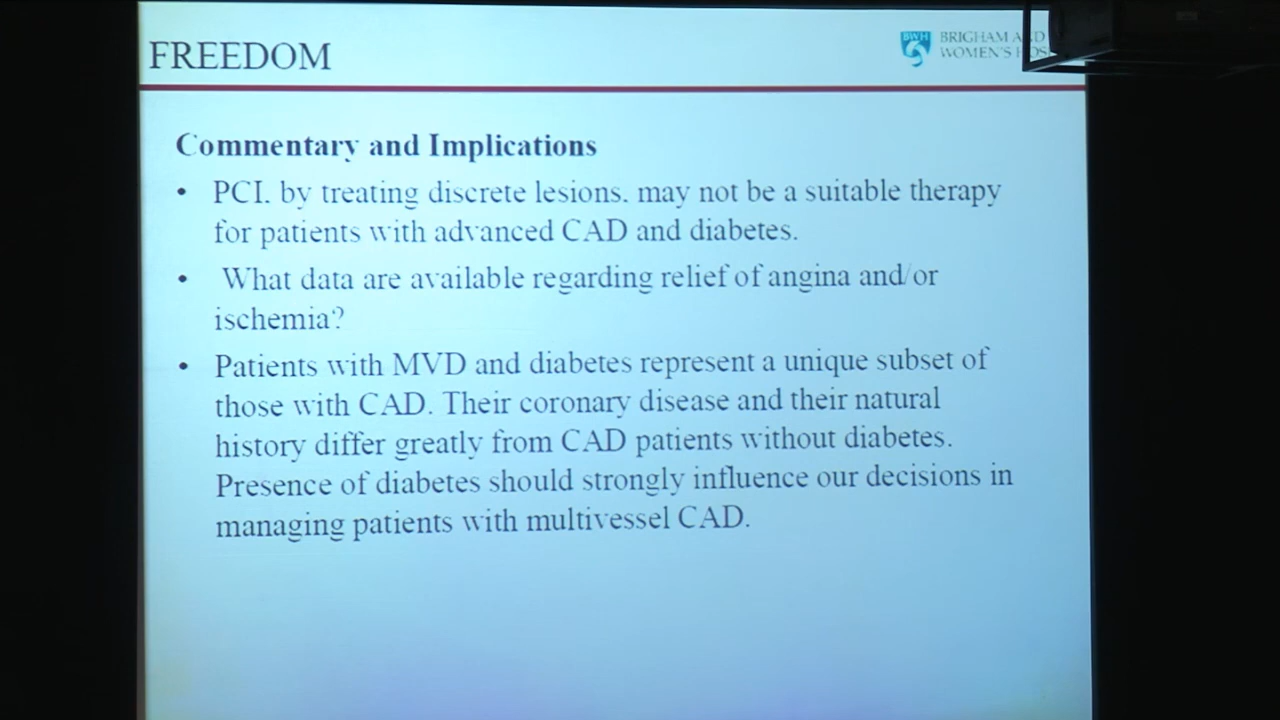 FREEDOM
BWH
BRIGHAM AND
WOMEN'S
Commentary and Implications
• PCI, by treating discrete lesions, may not be a suitable therapy
for patients with advanced CAD and diabetes.
• What data are available regarding relief of angina and/or
ischemia?
• Patients with MVD and diabetes represent a unique subset of
those with CAD. Their coronary disease and their natural
history differ greatly from CAD patients without diabetes.
Presence of diabetes should strongly influence our decisions in
managing patients with multivessel CAD.